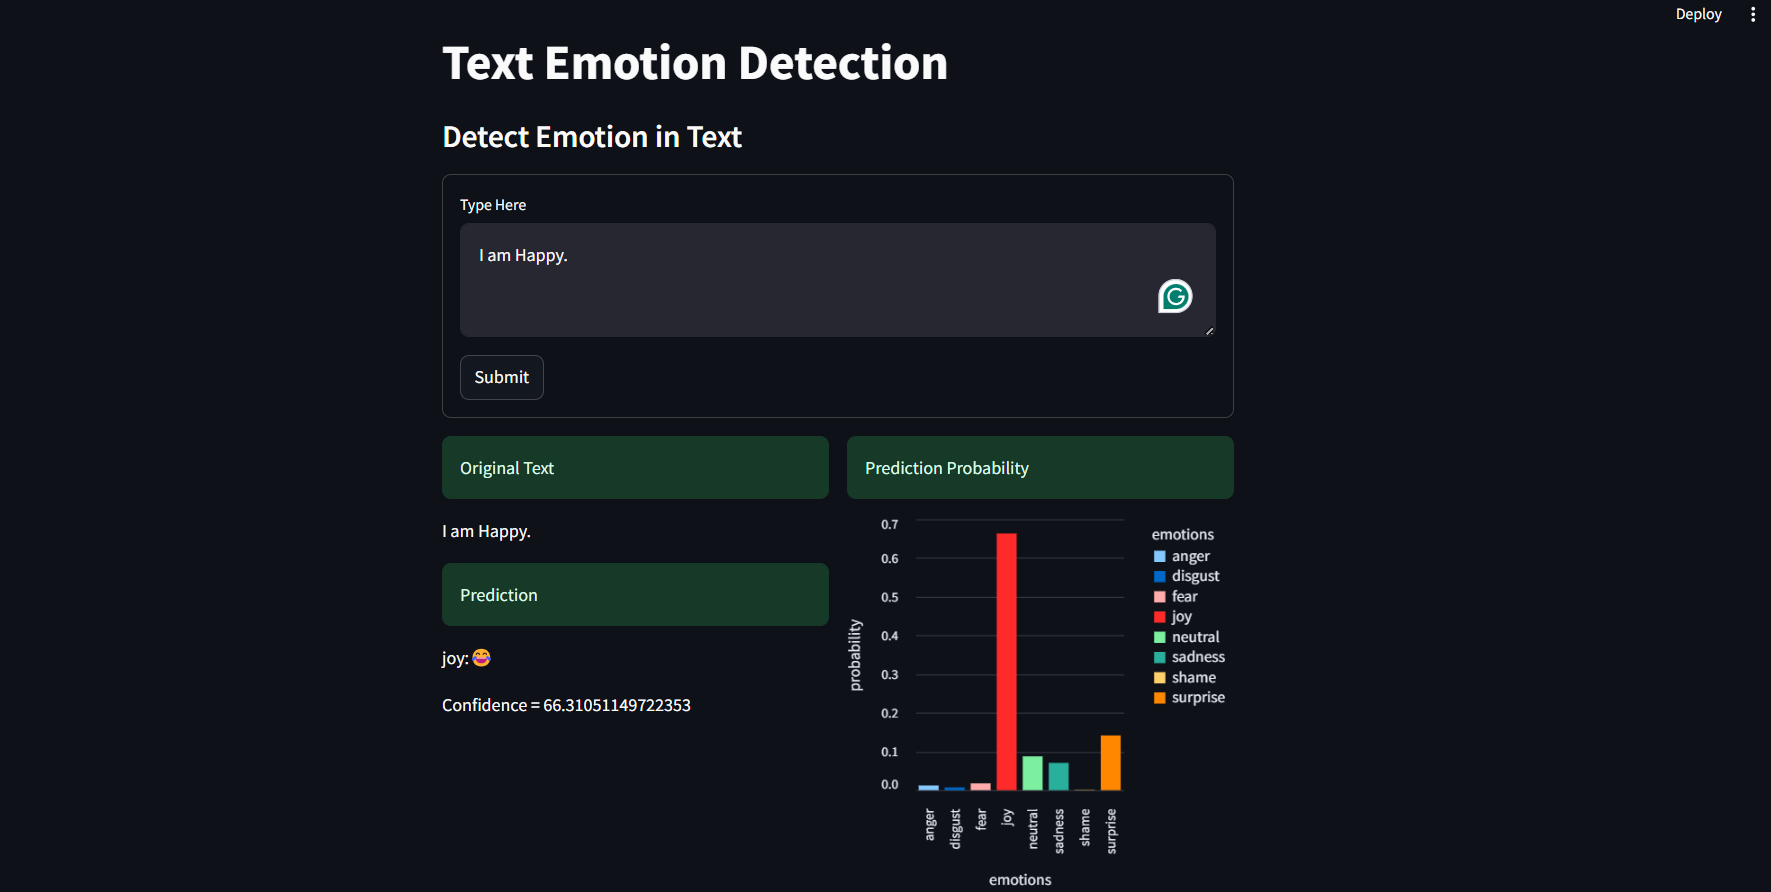 Deploy
Text Emotion Detection
Detect Emotion in Text
Type Here
I am Happy.
Submit
Original Text
I am Happy.
Prediction
joy: 😂
Confidence = 66.31051149722353
Prediction Probability
0.7
0.6
0.5
0.4
0.3
0.2
0.1
0.0
probability
anger
disgust
fear
joy
neutral
sadness
shame
surprise
emotions
emotions
anger
disgust
fear
joy
neutral
sadness
shame
surprise